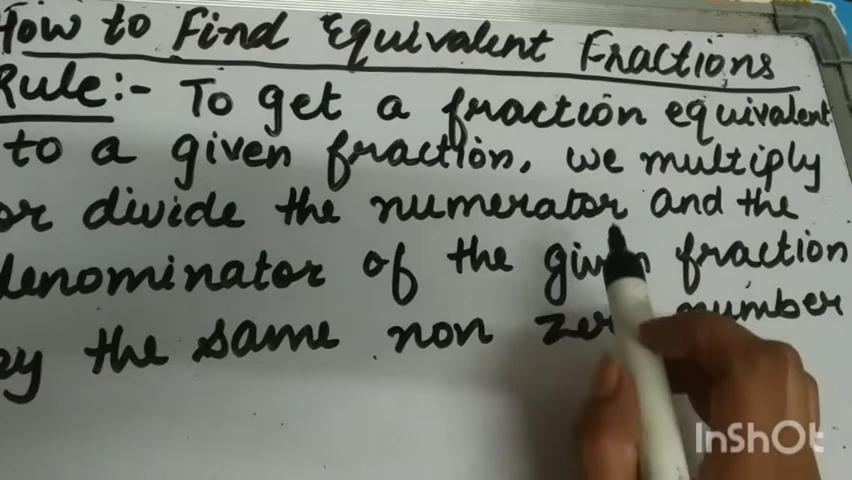 How to Find Equivalent Fractions
Rule:- To get a fraction equivalent
to a given fraction, we multiply
or divide the numerator and the
denominator of the given fraction
by the same non zero number
InShOt